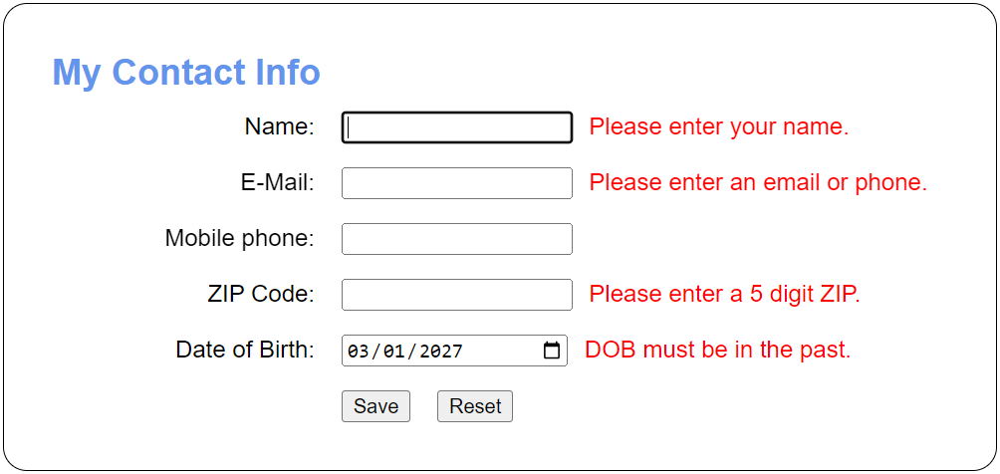 My Contact Info
Name: Please enter your name.
E-Mail: Please enter an email or phone.
Mobile phone:
ZIP Code: Please enter a 5 digit ZIP.
Date of Birth: 03/01/2027 DOB must be in the past.
Save Reset